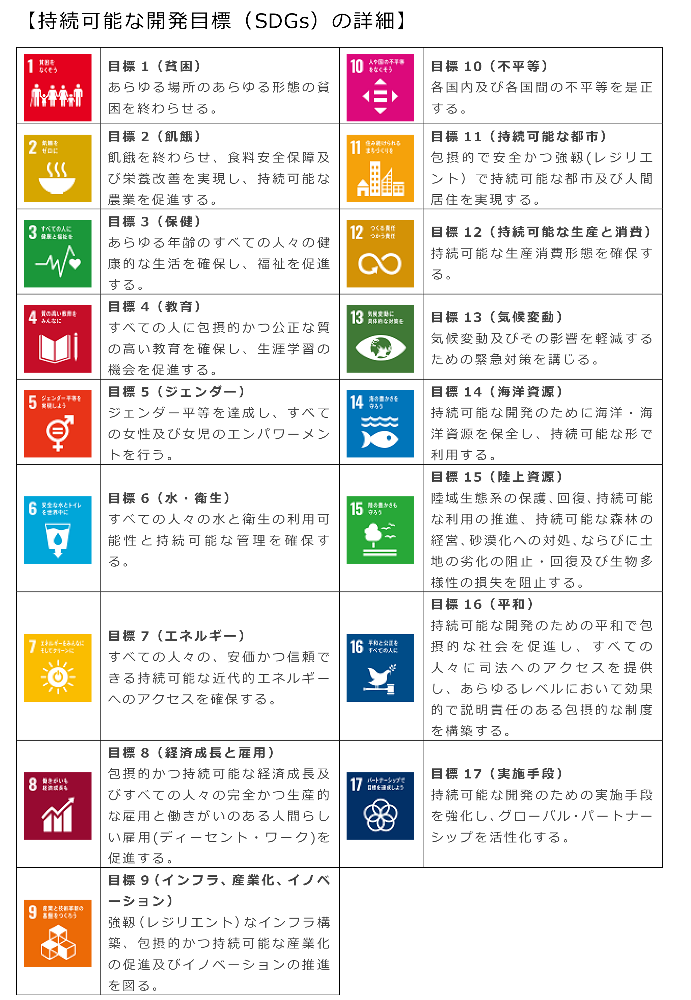 【持続可能な開発目標（SDGs）の詳細】
1 貧困を
なくそう
目標 1（貧困）
あらゆる場所のあらゆる形態の貧
困を終わらせる。
10 人や国の不平等
をなくそう
目標 10（不平等）
各国内及び各国間の不平等を是正
する。
2 飢餓を
ゼロに
目標 2（飢餓）
飢餓を終わらせ、食料安全保障及
び栄養改善を実現し、持続可能な
農業を促進する。
11 住み続けられる
まちづくりを
目標 11（持続可能な都市）
包摂的で安全かつ強靱(レジリエ
ント）で持続可能な都市及び人間
居住を実現する。
3 すべての人に
健康と福祉を
目標 3（保健）
あらゆる年齢のすべての人々の健
康的な生活を確保し、福祉を促進
する。
12 つくる責任
つかう責任
目標 12（持続可能な生産と消費）
持続可能な生産消費形態を確保す
る。
4 質の高い教育を
みんなに
目標 4（教育）
すべての人に包摂的かつ公正な質
の高い教育を確保し、生涯学習の
機会を促進する。
13 気候変動に
具体的な対策を
目標 13（気候変動）
気候変動及びその影響を軽減する
ための緊急対策を講じる。
5 ジェンダー平等を
実現しよう
目標 5（ジェンダー）
ジェンダー平等を達成し、すべて
の女性及び女児のエンパワーメン
トを行う。
14 海の豊かさを
守ろう
目標 14（海洋資源）
持続可能な開発のために海洋・海
洋資源を保全し、持続可能な形で
利用する。
6 安全な水とトイレ
を世界中に
目標 6（水・衛生）
すべての人々の水と衛生の利用可
能性と持続可能な管理を確保す
る。
15 陸の豊かさも
守ろう
目標 15（陸上資源）
陸域生態系の保護、回復、持続可能
な利用の推進、持続可能な森林の
経営、砂漠化への対処、ならびに土
地の劣化の阻止・回復及び生物多
様性の損失を阻止する。
7 エネルギーをみんなに
そしてクリーンに
目標 7（エネルギー）
すべての人々の、安価かつ信頼で
きる持続可能な近代的エネルギー
へのアクセスを確保する。
16 平和と公正を
すべての人に
目標 16（平和）
持続可能な開発のための平和で包
摂的な社会を促進し、すべての
人々に司法へのアクセスを提供
し、あらゆるレベルにおいて効果
的で説明責任のある包摂的な制度
を構築する。
8 働きがいも
経済成長も
目標 8（経済成長と雇用）
包摂的かつ持続可能な経済成長及
びすべての人々の完全かつ生産的
な雇用と働きがいのある人間らし
い雇用(ディーセント・ワーク)を
促進する。
17 パートナーシップで
目標を達成しよう
目標 17（実施手段）
持続可能な開発のための実施手段
を強化し、グローバル・パートナー
シップを活性化する。
9 産業と技術革新の
基盤をつくろう
目標 9（インフラ、産業化、イノベ
ーション）
強靱（レジリエント）なインフラ構
築、包摂的かつ持続可能な産業化
の促進及びイノベーションの推進
を図る。